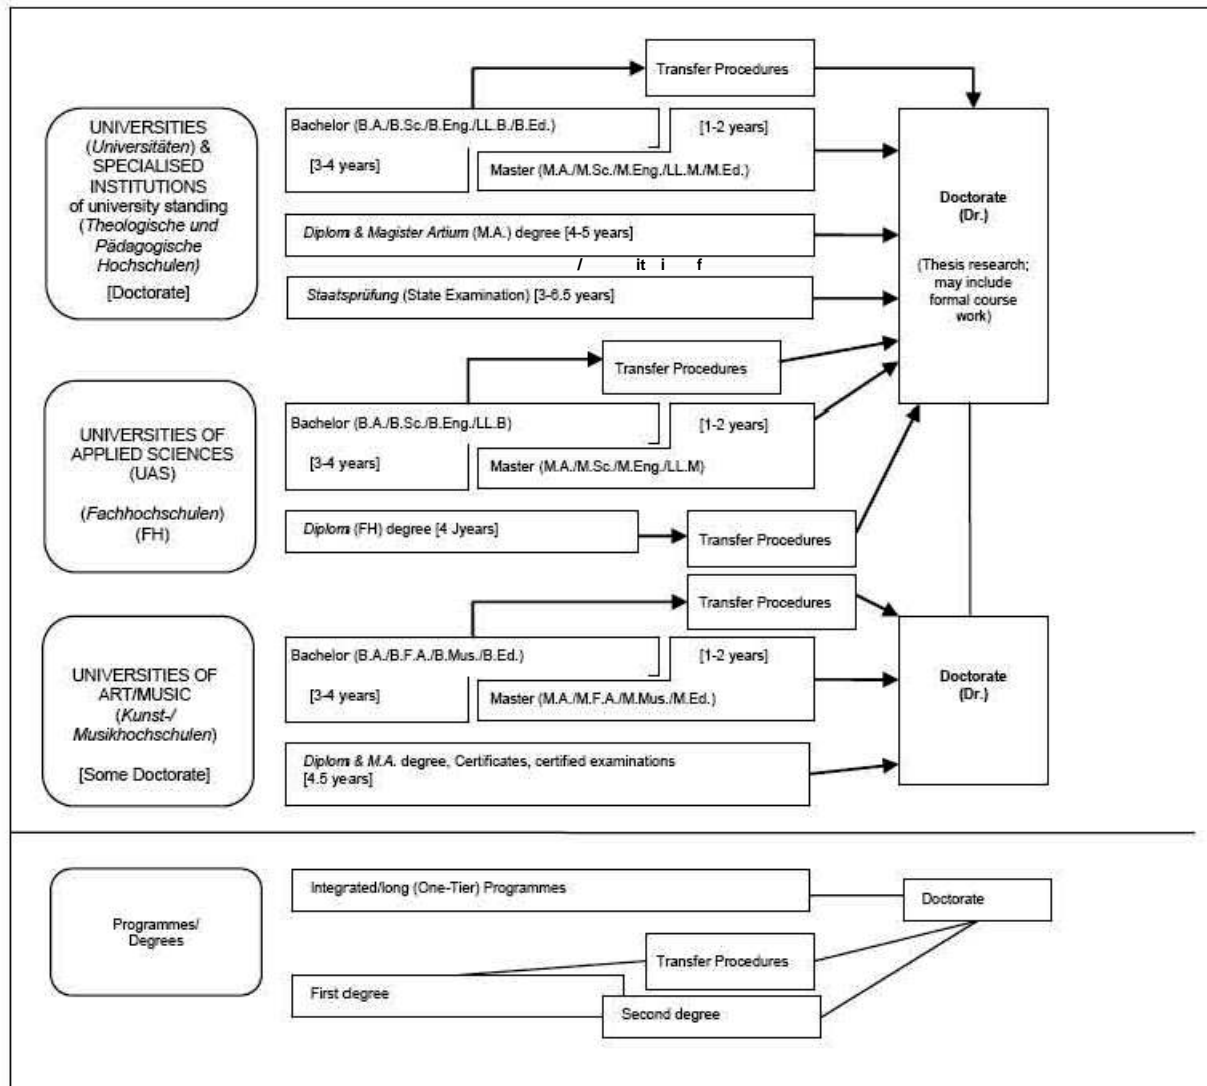 Transfer Procedures
UNIVERSITIES
(Universitäten) &
SPECIALISED
INSTITUTIONS
of university standing
(Theologische und
Pädagogische
Hochschulen)
[Doctorate]
Bachelor (B.A./B.Sc./B.Eng./LL.B./B.Ed.)
[1-2 years]
[3-4 years]
Master (M.A./M.Sc./M.Eng./LL.M./M.Ed.)
Diplom & Magister Artium (M.A.) degree [4-5 years]
/ it i f
Staatsprüfung (State Examination) [3-6.5 years]
Doctorate
(Dr.)
(Thesis research;
may include
formal course
work)
Transfer Procedures
UNIVERSITIES OF
APPLIED SCIENCES
(UAS)
(Fachhochschulen)
(FH)
Bachelor (B.A./B.Sc./B.Eng./LL.B)
[1-2 years]
[3-4 years]
Master (M.A./M.Sc./M.Eng./LL.M)
Diplom (FH) degree [4 Jyears]
Transfer Procedures
Transfer Procedures
UNIVERSITIES OF
ART/MUSIC
(Kunst-/
Musikhochschulen)
[Some Doctorate]
Bachelor (B.A./B.F.A./B.Mus./B.Ed.)
[1-2 years]
[3-4 years]
Master (M.A./M.F.A./M.Mus./M.Ed.)
Diplom & M.A. degree, Certificates, certified examinations
[4.5 years]
Doctorate
(Dr.)
Programmes/
Degrees
Integrated/long (One-Tier) Programmes
Doctorate
Transfer Procedures
First degree
Second degree